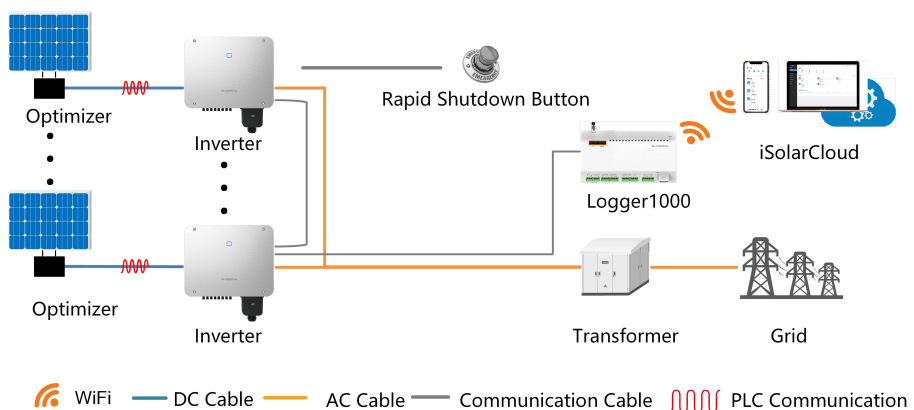 Optimizer
Inverter
Rapid Shutdown Button
iSolarCloud
Logger1000
Optimizer
Inverter
Transformer
Grid
WiFi
DC Cable
AC Cable
Communication Cable
PLC Communication